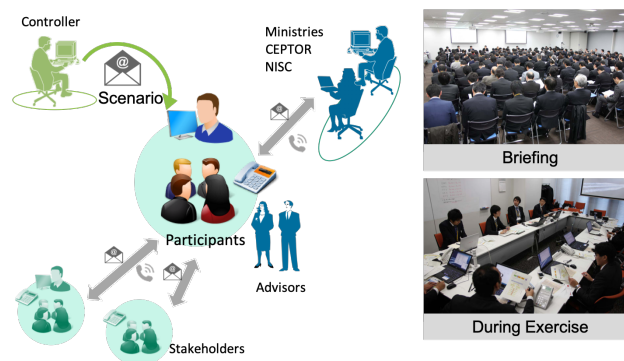 Controller
Scenario
Ministries
CEPTOR
NISC
Participants
Advisors
Stakeholders
Briefing
During Exercise